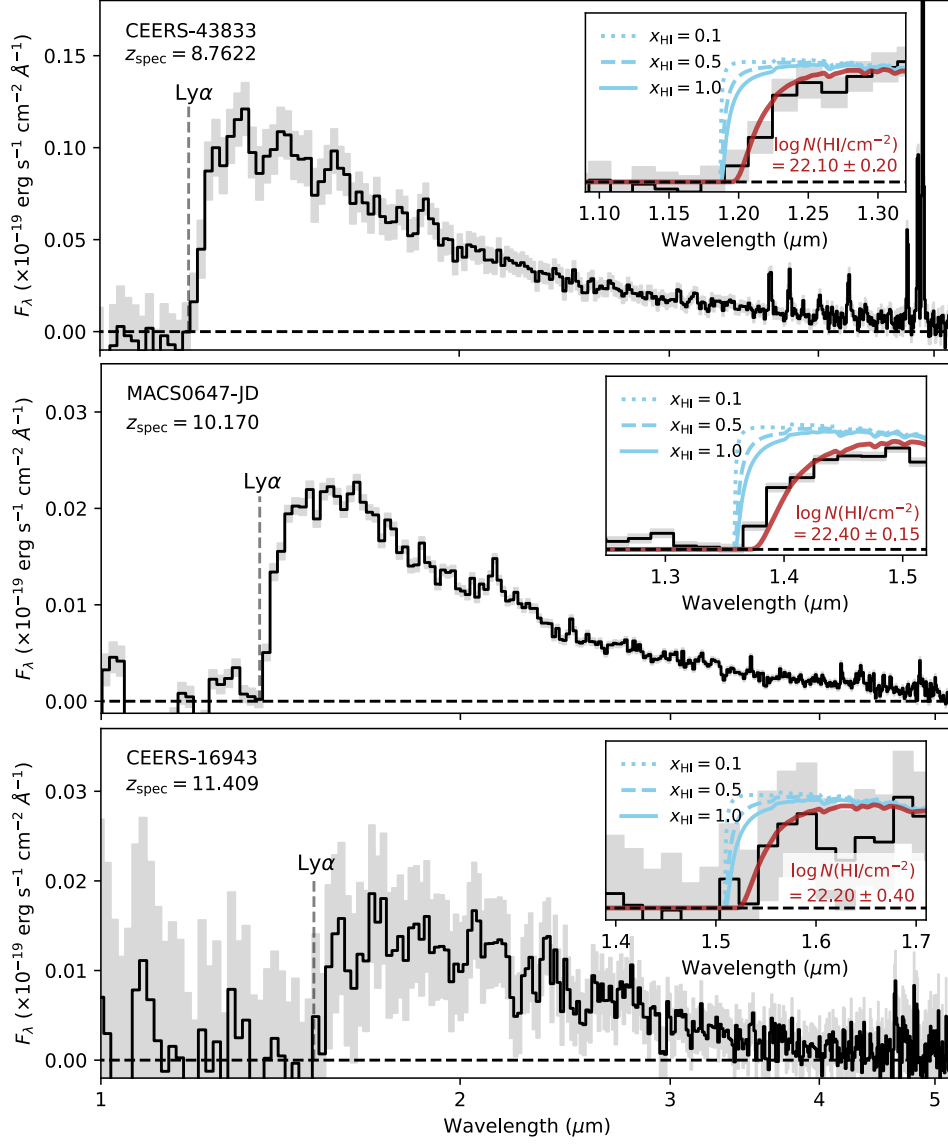 CEERS-43833
z_spec = 8.7622
Lyα
F_λ (×10⁻¹⁹ erg s⁻¹ cm⁻² Å⁻¹)
0.15
0.10
0.05
0.00
x_HI = 0.1
x_HI = 0.5
x_HI = 1.0
log N(HI/cm⁻²)
= 22.10 ± 0.20
1.10 1.15 1.20 1.25 1.30
Wavelength (μm)
MACS0647-JD
z_spec = 10.170
Lyα
F_λ (×10⁻¹⁹ erg s⁻¹ cm⁻² Å⁻¹)
0.03
0.02
0.01
0.00
x_HI = 0.1
x_HI = 0.5
x_HI = 1.0
log N(HI/cm⁻²)
= 22.40 ± 0.15
1.3 1.4 1.5
Wavelength (μm)
CEERS-16943
z_spec = 11.409
Lyα
F_λ (×10⁻¹⁹ erg s⁻¹ cm⁻² Å⁻¹)
0.03
0.02
0.01
0.00
x_HI = 0.1
x_HI = 0.5
x_HI = 1.0
log N(HI/cm⁻²)
= 22.20 ± 0.40
1.4 1.5 1.6 1.7
Wavelength (μm)
1 2 3 4 5
Wavelength (μm)